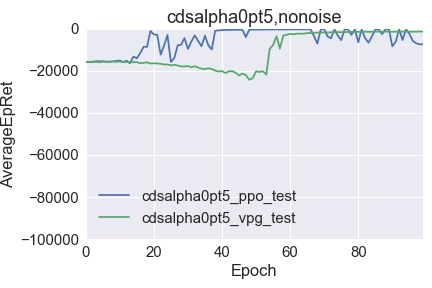 cdsalpha0pt5,nonoise
AverageEpRet
0
−20000
−40000
−60000
−80000
−100000
cdsalpha0pt5_ppo_test
cdsalpha0pt5_vpg_test
0 20 40 60 80
Epoch